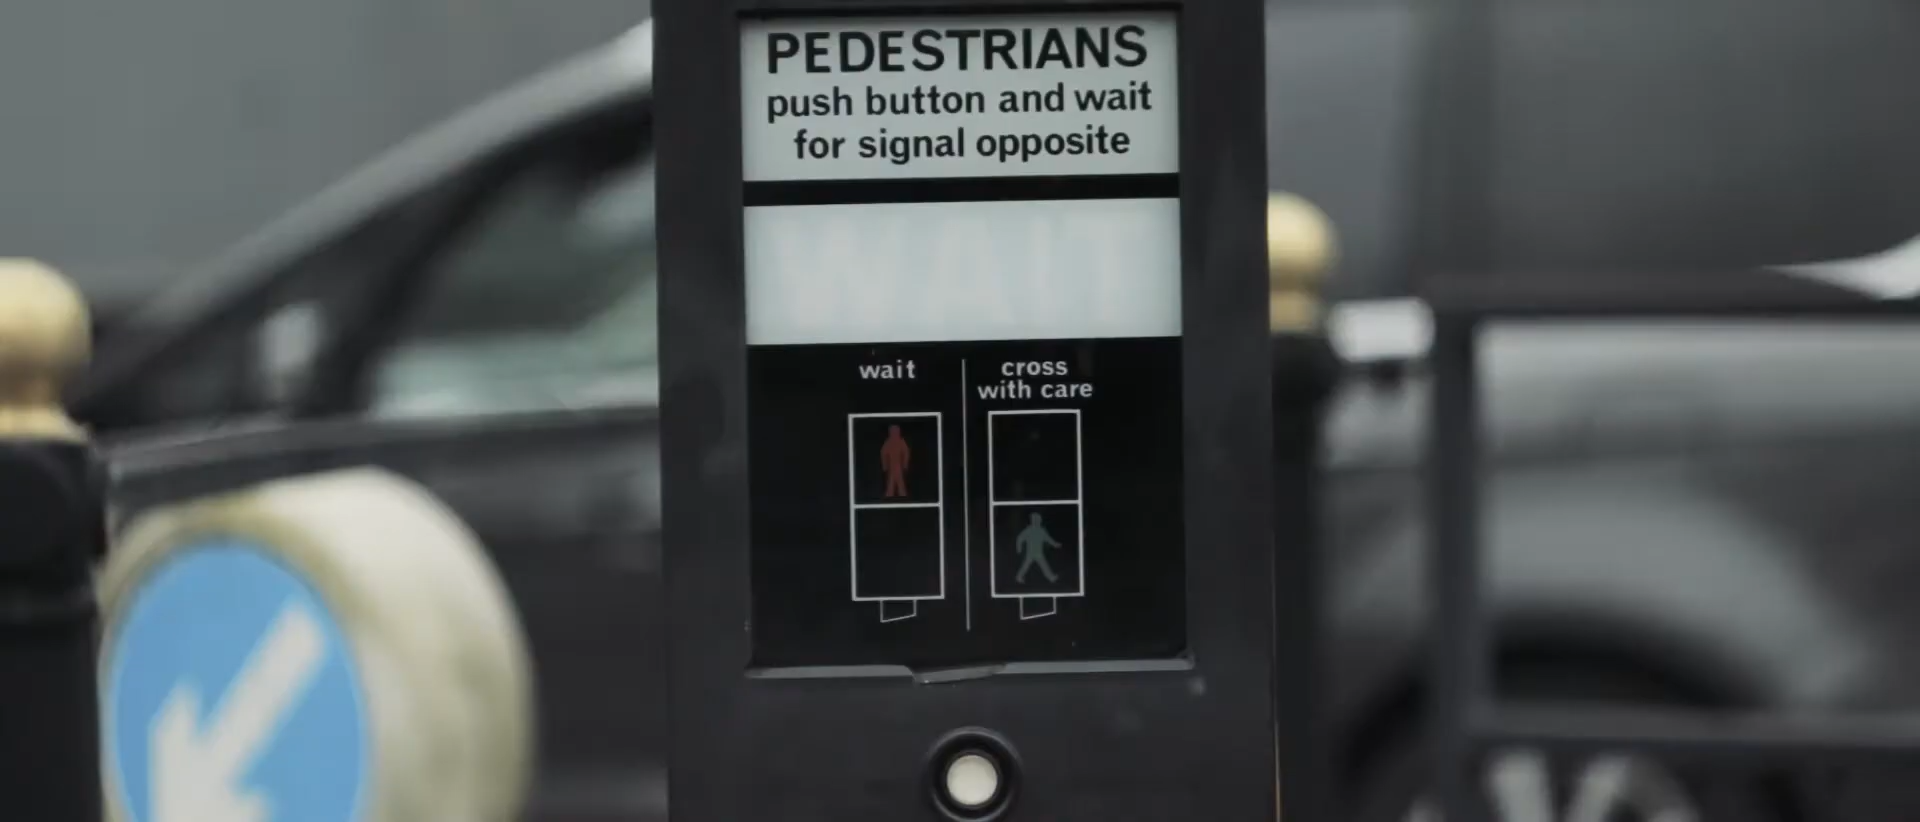 PEDESTRIANS
push button and wait
for signal opposite
WAIT
wait
cross
with care